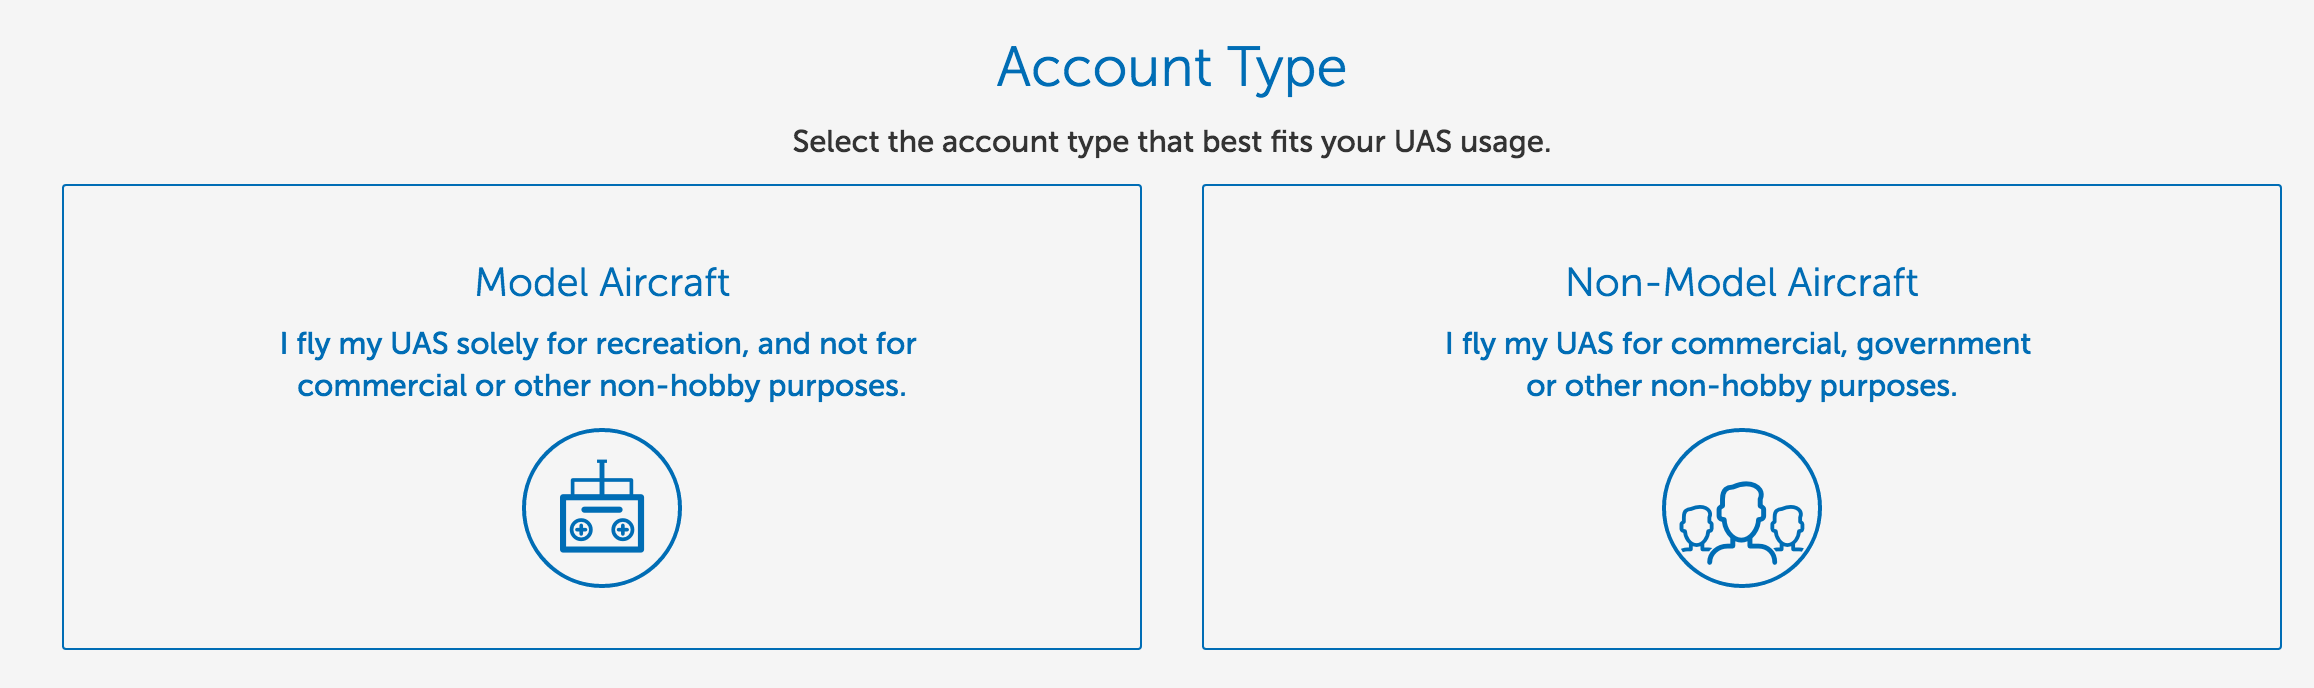 Account Type
Select the account type that best fits your UAS usage.
Model Aircraft
I fly my UAS solely for recreation, and not for
commercial or other non-hobby purposes.
Non-Model Aircraft
I fly my UAS for commercial, government
or other non-hobby purposes.